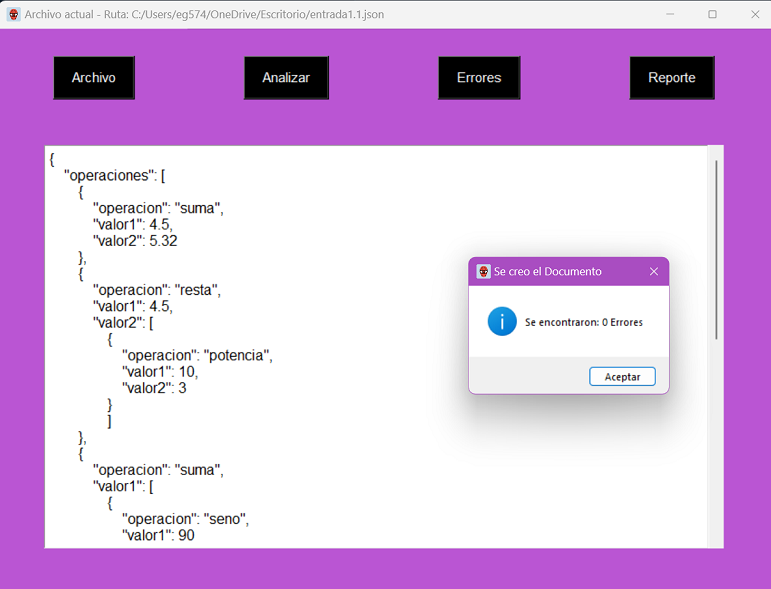 Archivo actual - Ruta: C:/Users/eg574/OneDrive/Escritorio/entrada1.1.json
Archivo
Analizar
Errores
Reporte
{
    "operaciones": [
        {
            "operacion": "suma",
            "valor1": 4.5,
            "valor2": 5.32
        },
        {
            "operacion": "resta",
            "valor1": 4.5,
            "valor2": [
                {
                    "operacion": "potencia",
                    "valor1": 10,
                    "valor2": 3
                }
                ]
        },
        {
            "operacion": "suma",
            "valor1": [
                {
                    "operacion": "seno",
                    "valor1": 90
Se creo el Documento
Se encontraron: 0 Errores
Aceptar